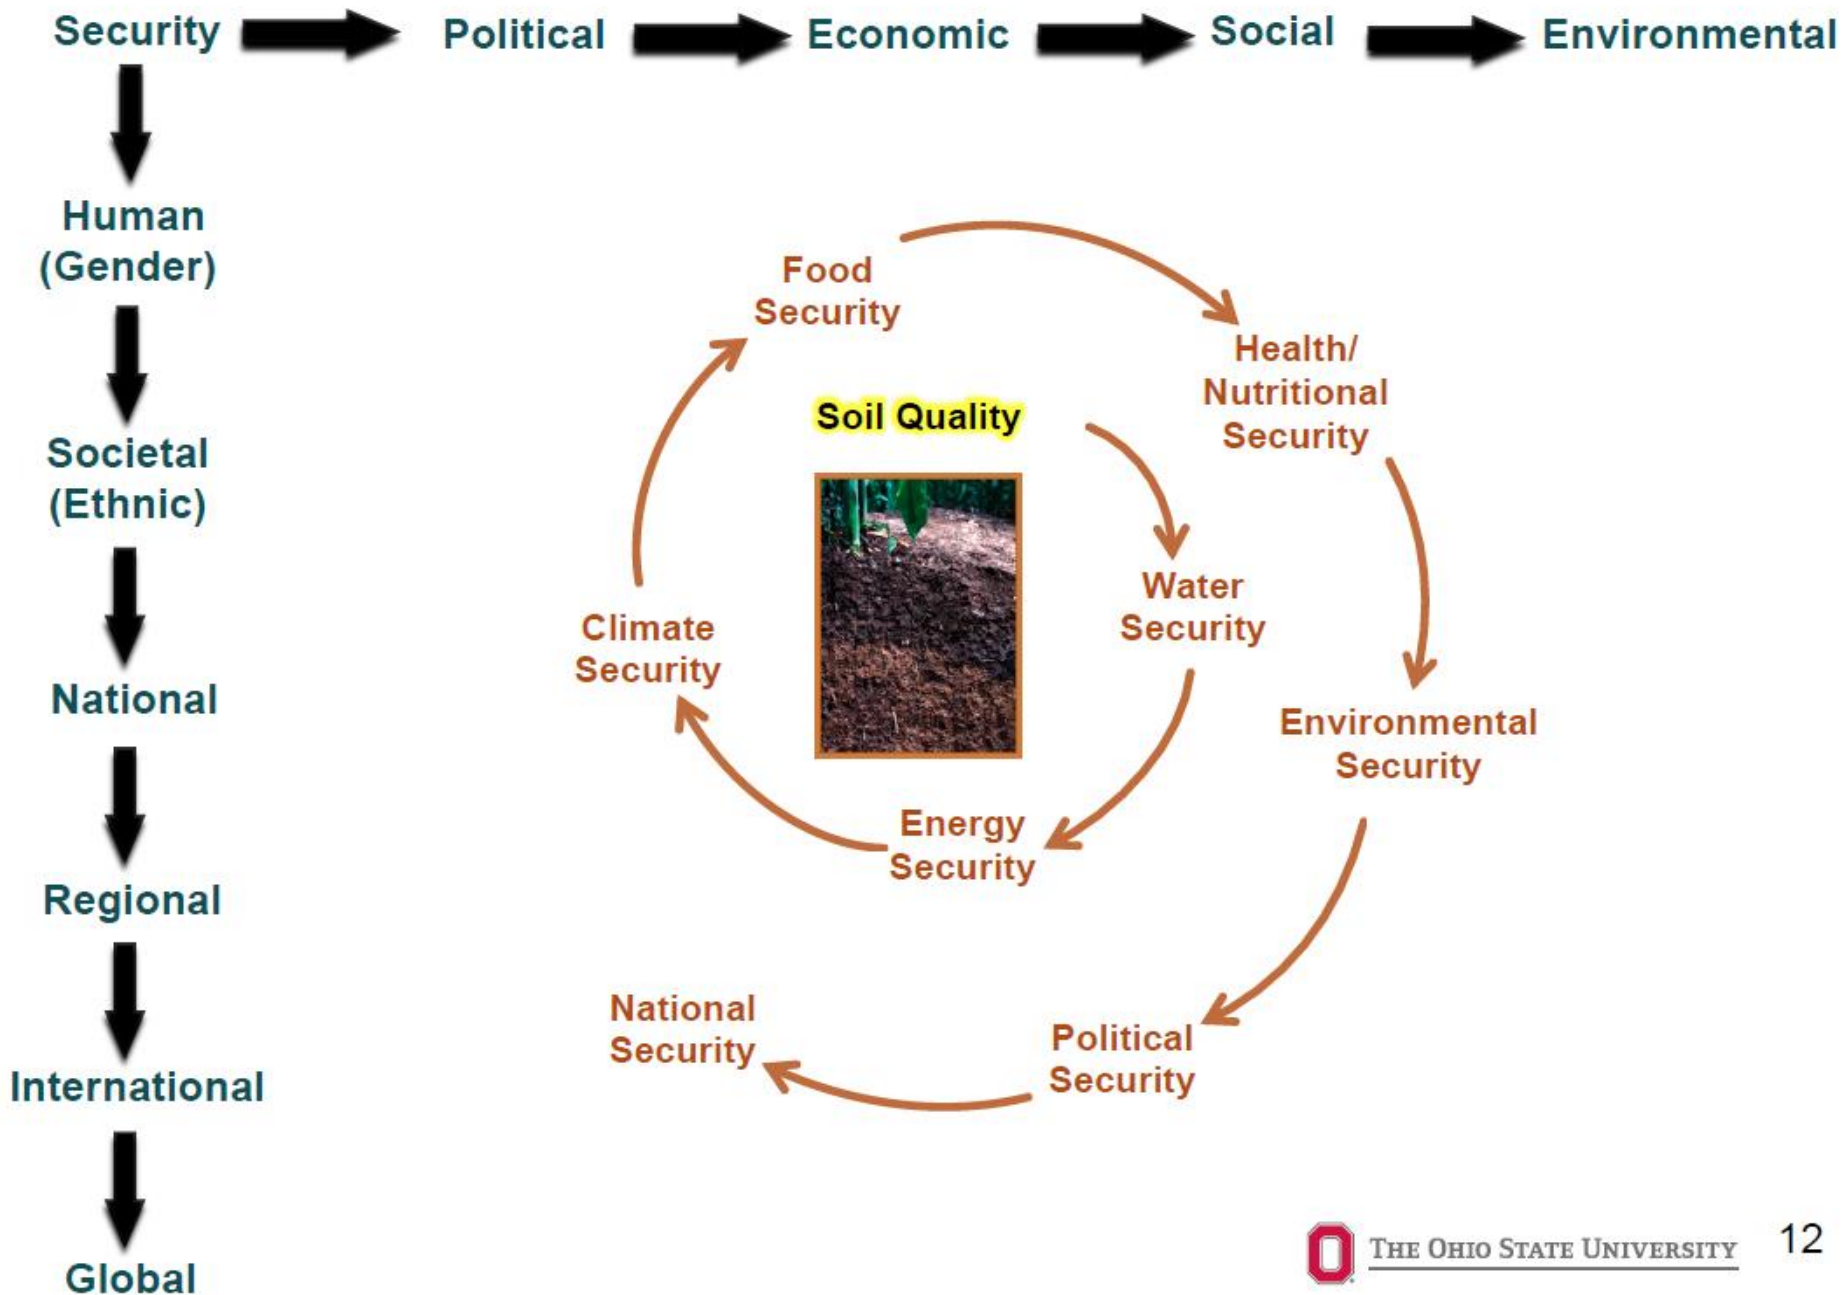 Security
Political
Economic
Social
Environmental
Human
(Gender)
Societal
(Ethnic)
National
Regional
International
Global
Food
Security
Health/
Nutritional
Security
Soil Quality
Water
Security
Climate
Security
Environmental
Security
Energy
Security
National
Security
Political
Security
THE OHIO STATE UNIVERSITY
12